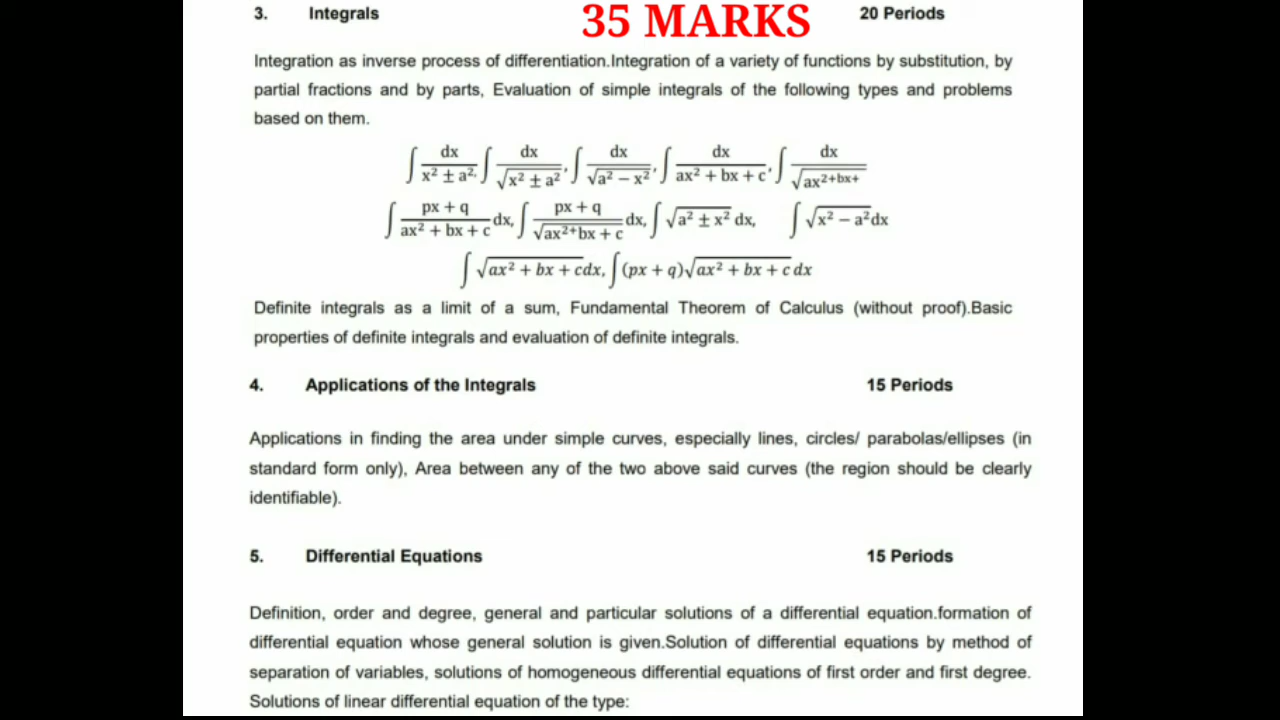 3. Integrals 35 MARKS 20 Periods
Integration as inverse process of differentiation.Integration of a variety of functions by substitution, by
partial fractions and by parts, Evaluation of simple integrals of the following types and problems
based on them.
∫ dx/(x² ± a²), ∫ dx/√(x² ± a²), ∫ dx/√(a² − x²), ∫ dx/(ax² + bx + c), ∫ dx/√(ax²+bx+)
∫ (px + q)/(ax² + bx + c) dx, ∫ (px + q)/√(ax²+bx + c) dx, ∫ √(a² ± x²) dx, ∫ √(x² − a²)dx
∫ √(ax² + bx + c)dx, ∫ (px + q)√(ax² + bx + c) dx
Definite integrals as a limit of a sum, Fundamental Theorem of Calculus (without proof).Basic
properties of definite integrals and evaluation of definite integrals.
4. Applications of the Integrals 15 Periods
Applications in finding the area under simple curves, especially lines, circles/ parabolas/ellipses (in
standard form only), Area between any of the two above said curves (the region should be clearly
identifiable).
5. Differential Equations 15 Periods
Definition, order and degree, general and particular solutions of a differential equation.formation of
differential equation whose general solution is given.Solution of differential equations by method of
separation of variables, solutions of homogeneous differential equations of first order and first degree.
Solutions of linear differential equation of the type: